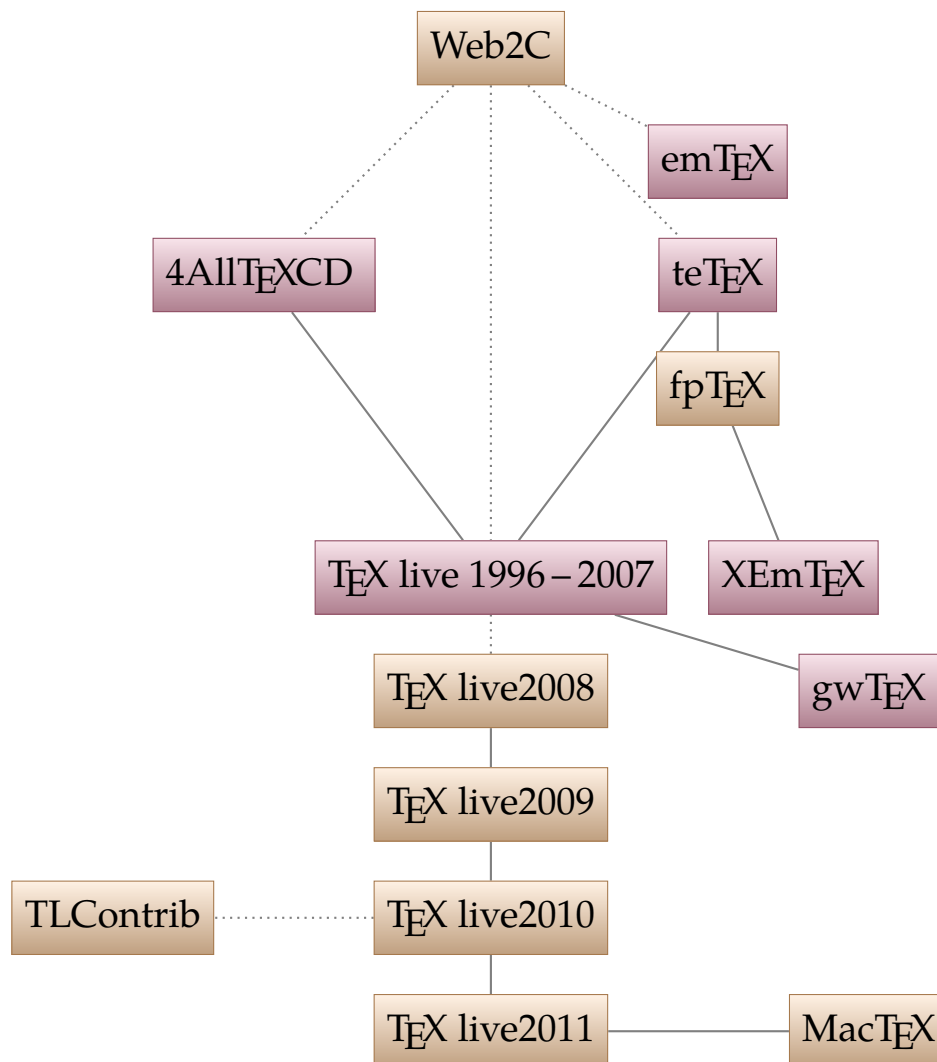 Web2C
emTEX
4AllTEXCD
teTEX
fpTEX
TEX live 1996 – 2007
XEmTEX
TEX live2008
gwTEX
TEX live2009
TLContrib
TEX live2010
TEX live2011
MacTEX